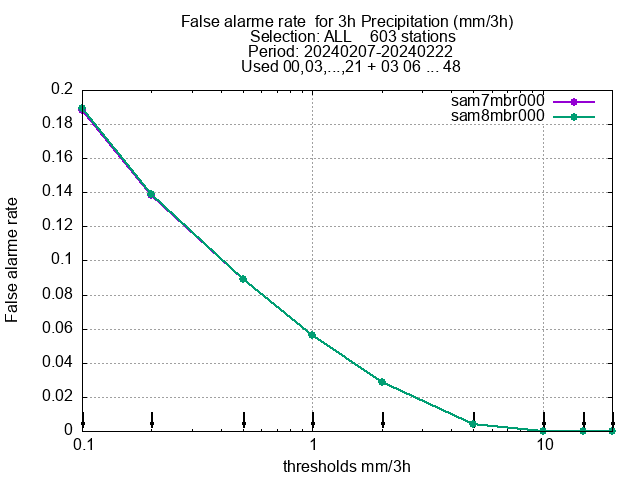 False alarme rate  for 3h Precipitation (mm/3h)
Selection: ALL    603 stations
Period: 20240207-20240222
Used 00,03,...,21 + 03 06 ... 48
sam7mbr000
sam8mbr000
0.2
0.18
0.16
0.14
0.12
0.1
0.08
0.06
0.04
0.02
0
False alarme rate
0.1 1 10
thresholds mm/3h